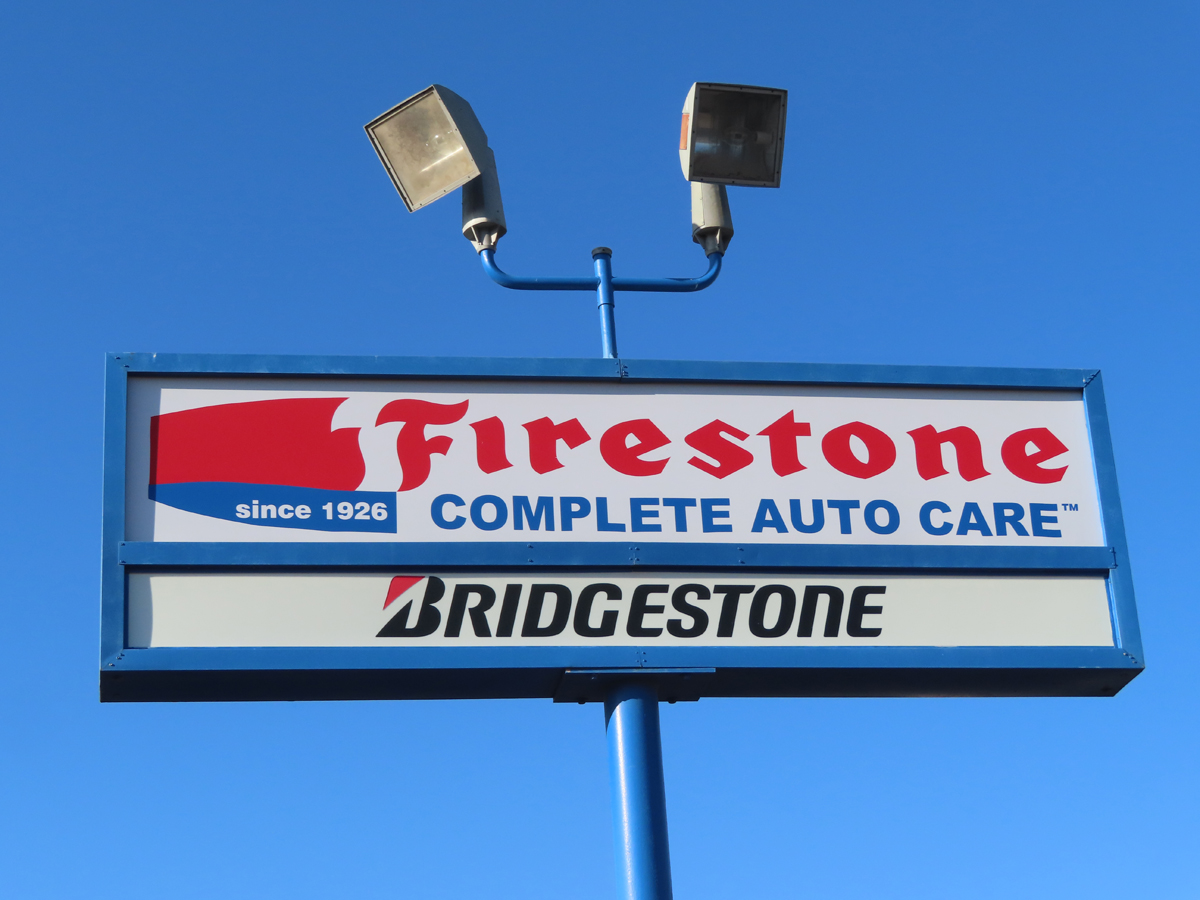 Firestone
since 1926
COMPLETE AUTO CARE™
BRIDGESTONE